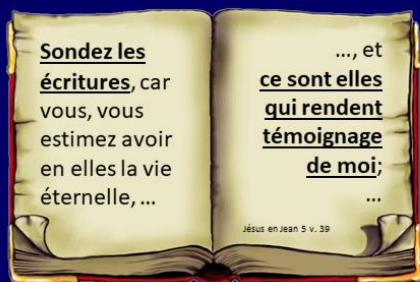 Sondez les
écritures, car
vous, vous
estimez avoir
en elles la vie
éternelle, ...
..., et
ce sont elles
qui rendent
témoignage
de moi;
...
Jésus en Jean 5 v. 39